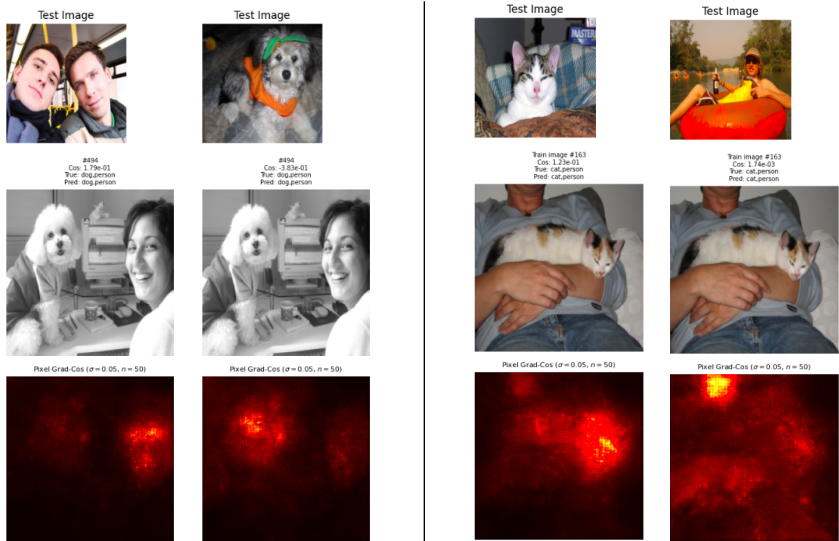 Test Image
Test Image
Test Image
Test Image
MASTER
#494
Cos: 1.79e-01
True: dog,person
Pred: dog,person
#494
Cos: -3.83e-01
True: dog,person
Pred: dog,person
Train image #163
Cos: 1.23e-01
True: cat,person
Pred: cat,person
Train image #163
Cos: 1.74e-03
True: cat,person
Pred: cat,person
Pixel Grad-Cos (σ = 0.05, n = 50)
Pixel Grad-Cos (σ = 0.05, n = 50)
Pixel Grad-Cos (σ = 0.05, n = 50)
Pixel Grad-Cos (σ = 0.05, n = 50)